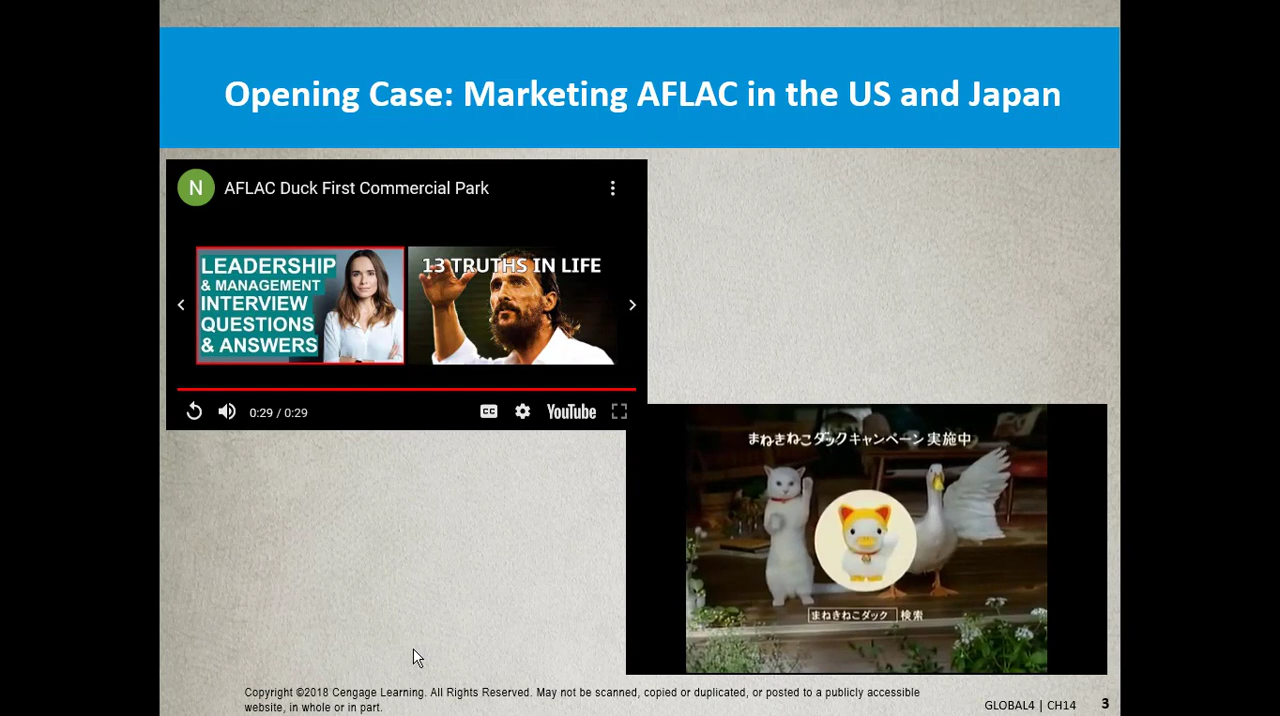 Opening Case: Marketing AFLAC in the US and Japan
N
AFLAC Duck First Commercial Park
LEADERSHIP
& MANAGEMENT
INTERVIEW
QUESTIONS
& ANSWERS
13 TRUTHS IN LIFE
0:29 / 0:29
CC
YouTube
まねきねこダックキャンペーン実施中
まねきねこダック 検索
Copyright ©2018 Cengage Learning. All Rights Reserved. May not be scanned, copied or duplicated, or posted to a publicly accessible
website, in whole or in part.
GLOBAL4 | CH14
3